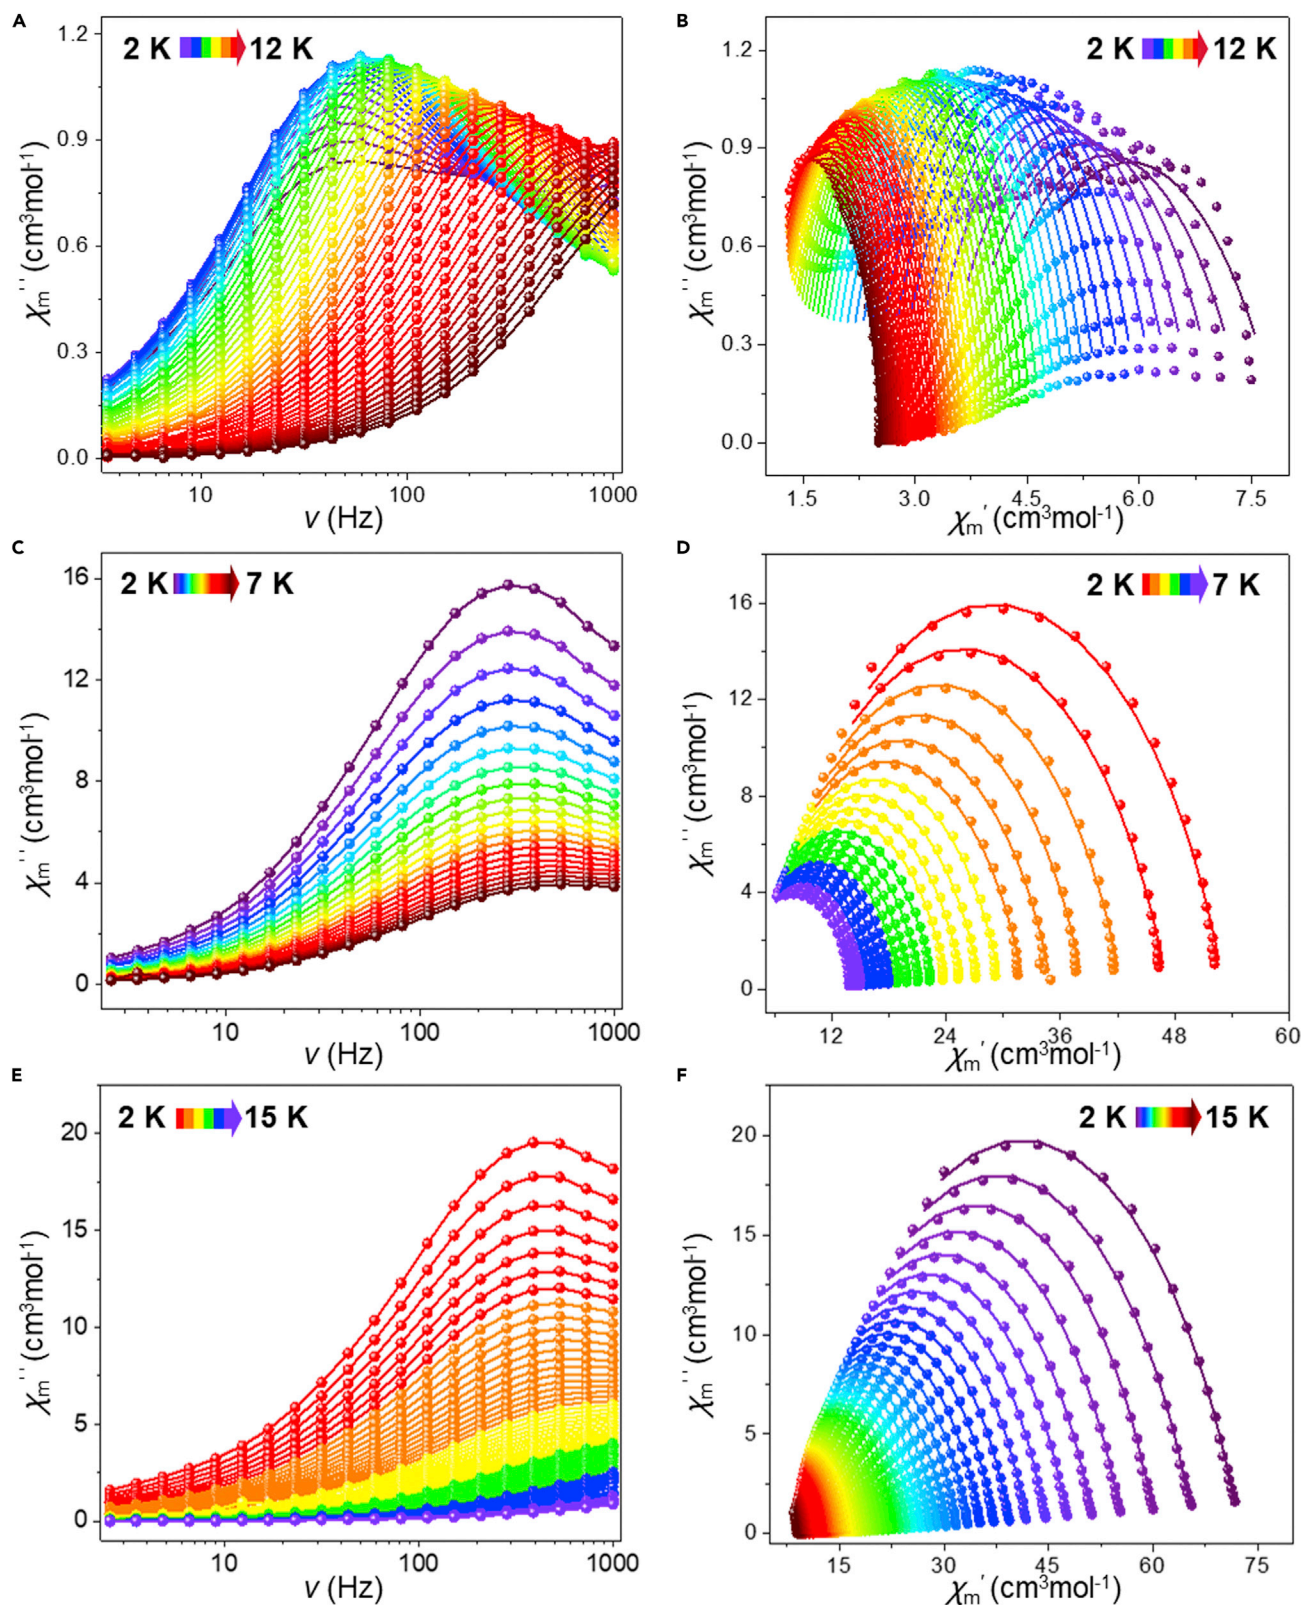 A
2 K 12 K
1.2
0.9
0.6
0.3
0.0
χm'' (cm³mol⁻¹)
10 100 1000
ν (Hz)
B
2 K 12 K
1.2
0.9
0.6
0.3
0.0
χm'' (cm³mol⁻¹)
1.5 3.0 4.5 6.0 7.5
χm' (cm³mol⁻¹)
C
2 K 7 K
16
12
8
4
0
χm'' (cm³mol⁻¹)
10 100 1000
ν (Hz)
D
2 K 7 K
16
12
8
4
0
χm'' (cm³mol⁻¹)
12 24 36 48 60
χm' (cm³mol⁻¹)
E
2 K 15 K
20
15
10
5
0
χm'' (cm³mol⁻¹)
10 100 1000
ν (Hz)
F
2 K 15 K
20
15
10
5
0
χm'' (cm³mol⁻¹)
15 30 45 60 75
χm' (cm³mol⁻¹)